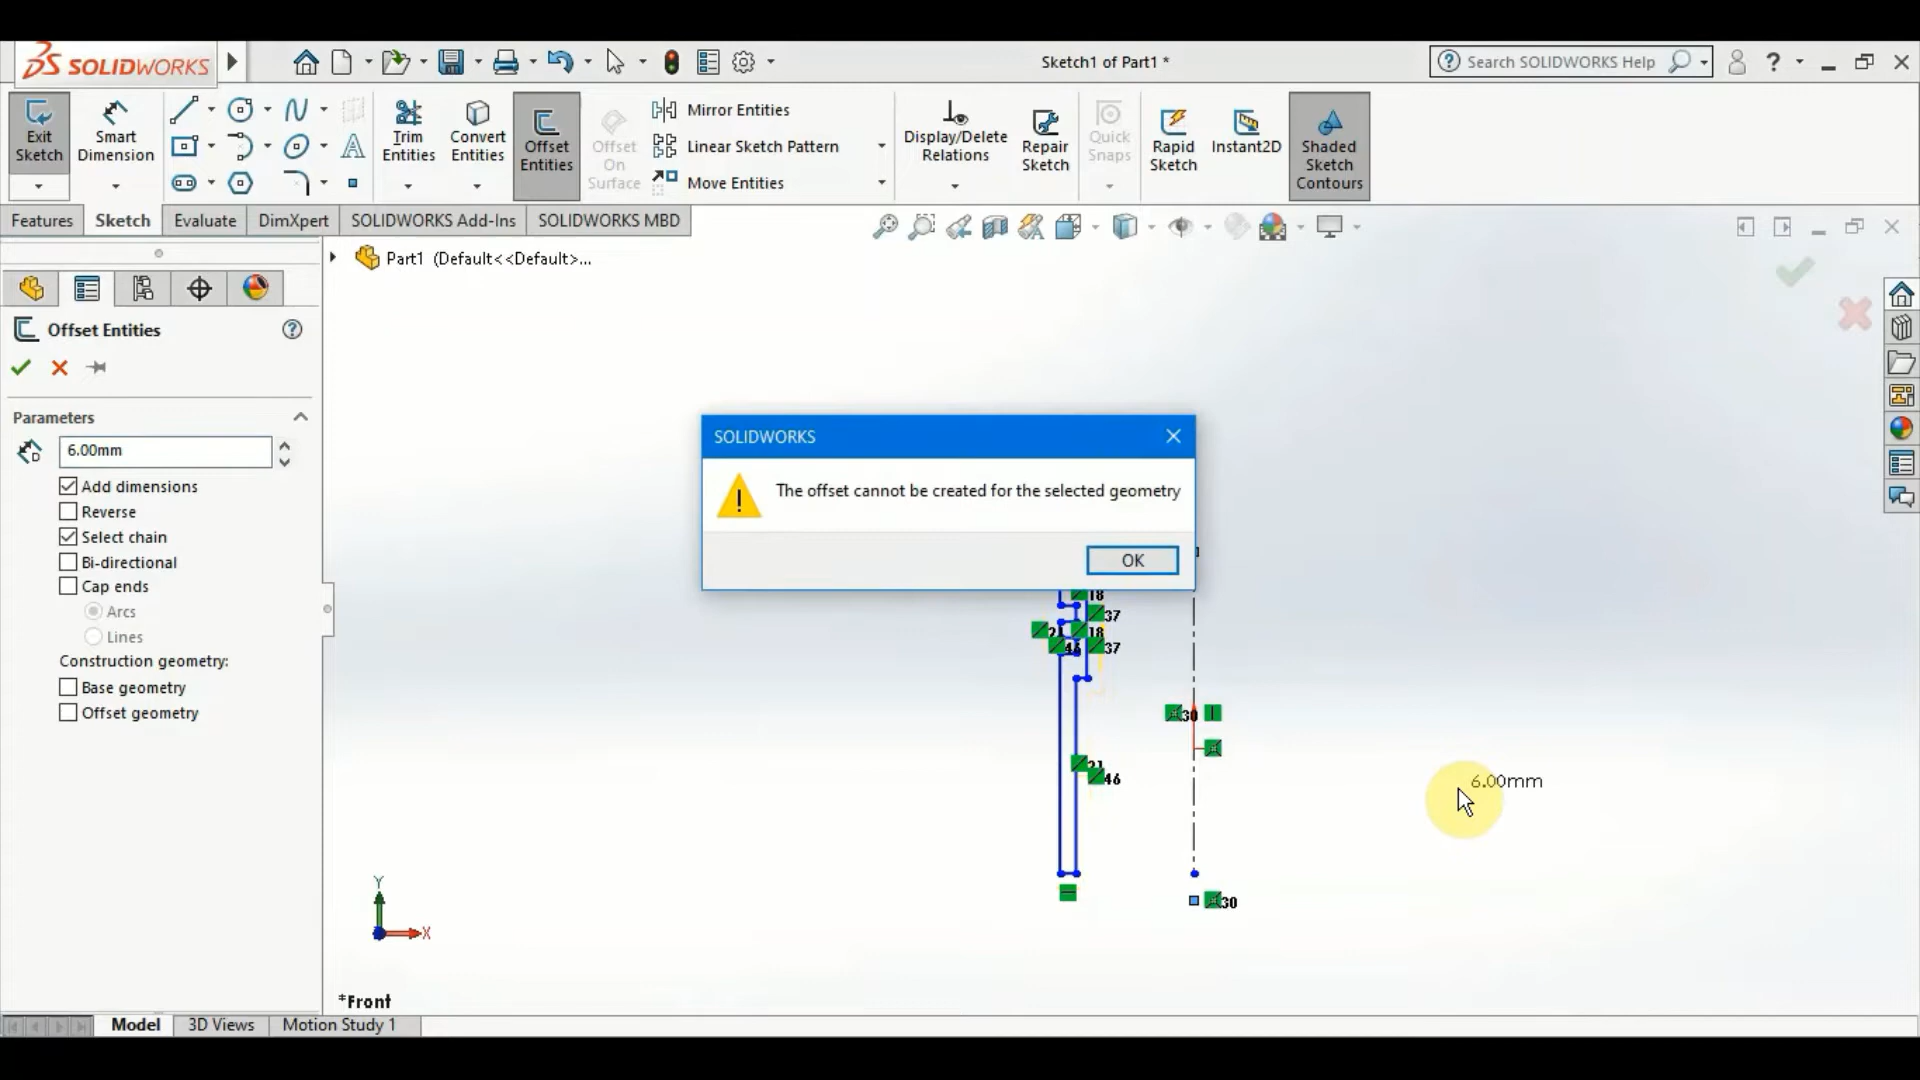 SOLIDWORKS
Sketch1 of Part1 *
Search SOLIDWORKS Help
?
Exit Sketch
Smart Dimension
Trim Entities
Convert Entities
Offset Entities
Offset On Surface
Mirror Entities
Linear Sketch Pattern
Move Entities
Display/Delete Relations
Repair Sketch
Quick Snaps
Rapid Sketch
Instant2D
Shaded Sketch Contours
Features
Sketch
Evaluate
DimXpert
SOLIDWORKS Add-Ins
SOLIDWORKS MBD
Part1 (Default<<Default>...
Offset Entities
Parameters
6.00mm
Add dimensions
Reverse
Select chain
Bi-directional
Cap ends
Arcs
Lines
Construction geometry:
Base geometry
Offset geometry
SOLIDWORKS
The offset cannot be created for the selected geometry
OK
18
37
21
18
46
37
30
21
46
6.00mm
30
Y
X
*Front
Model
3D Views
Motion Study 1